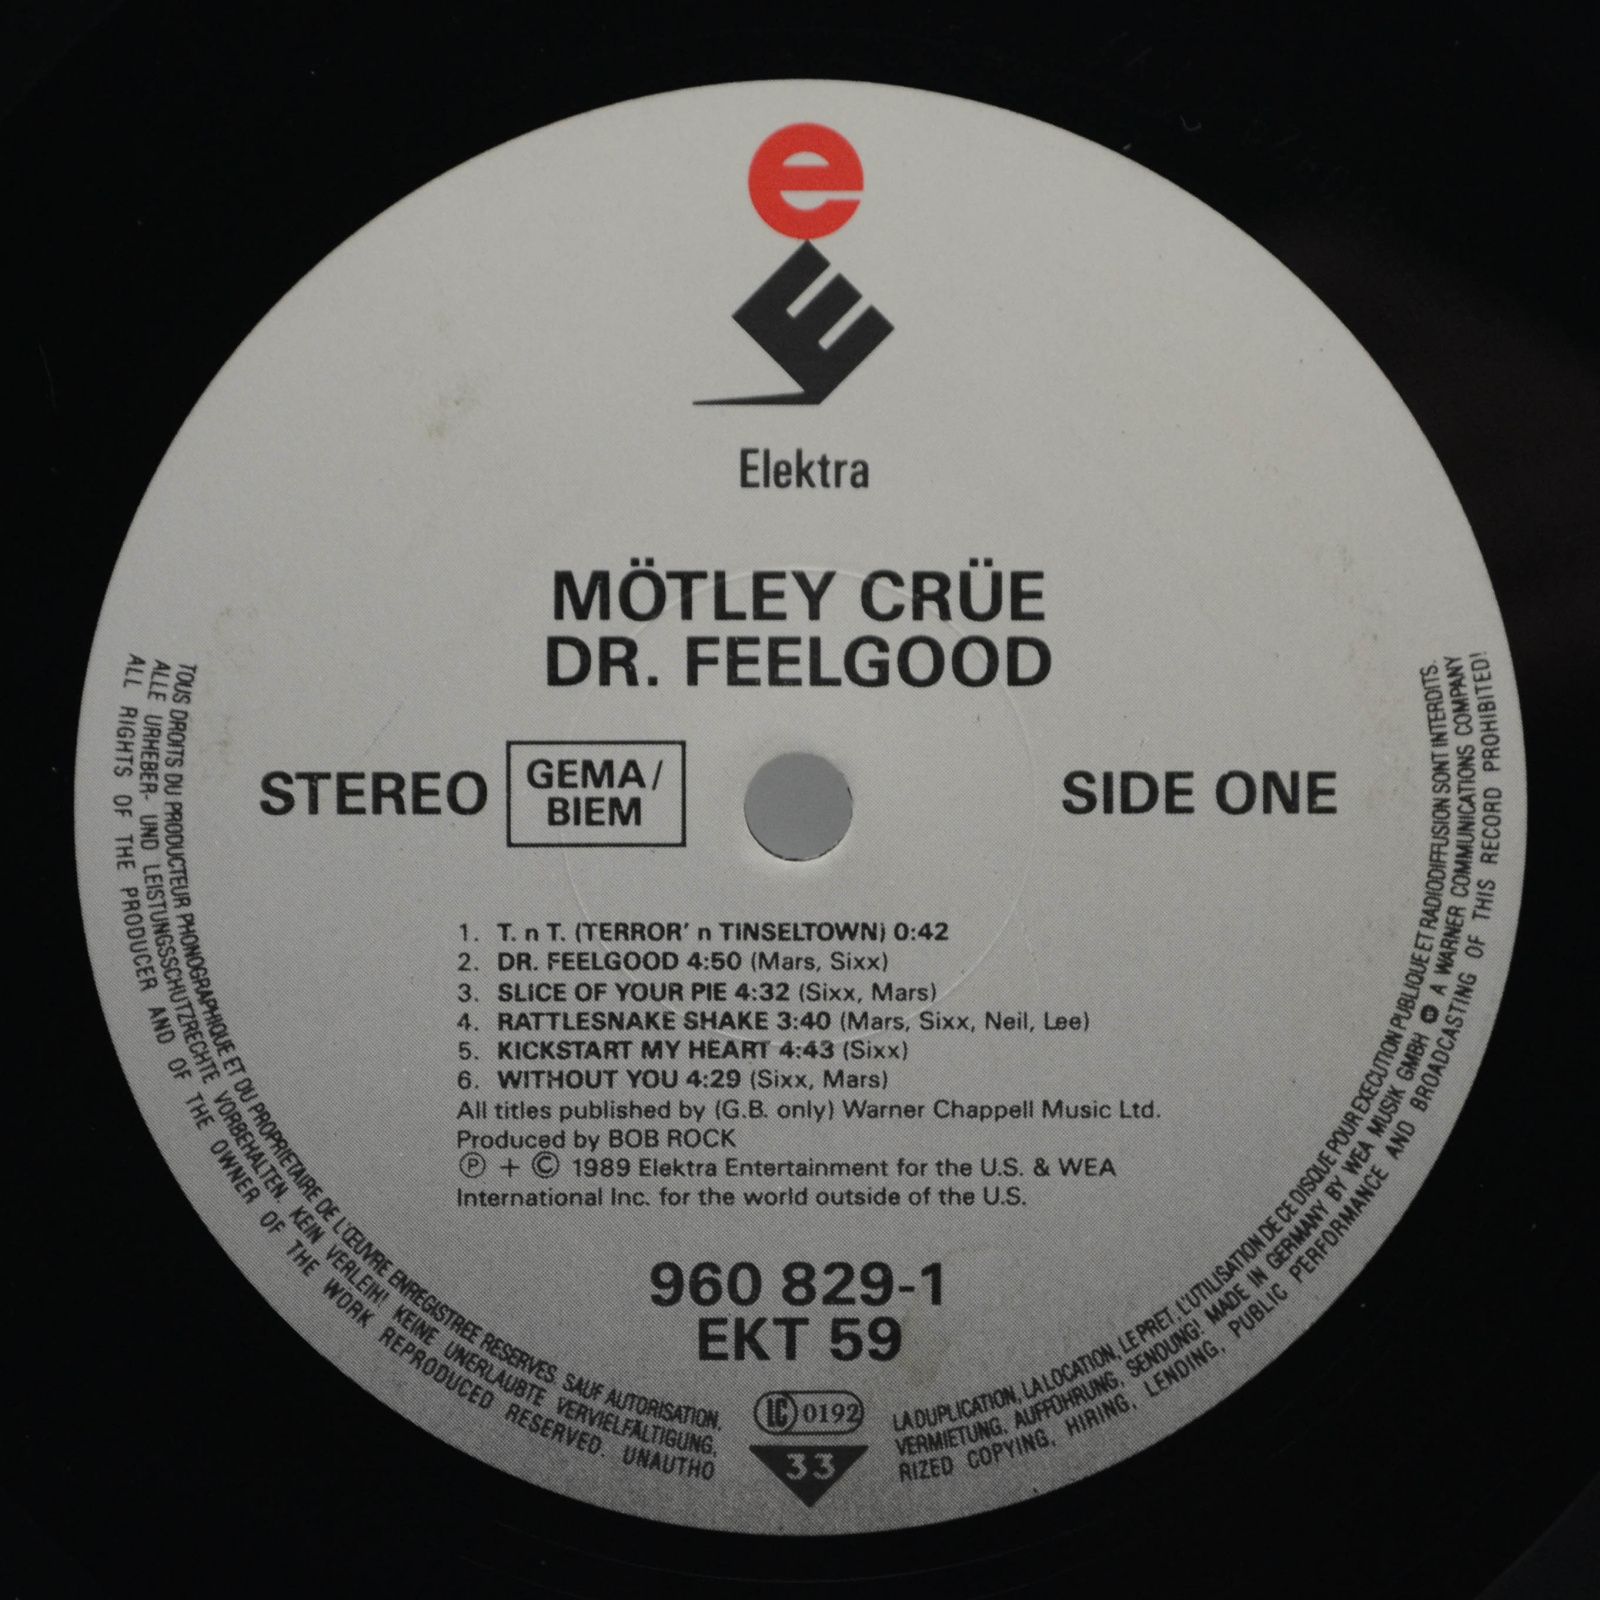 e
E
Elektra
MÖTLEY CRÜE
DR. FEELGOOD
STEREO
GEMA/
BIEM
SIDE ONE
1. T. n T. (TERROR' n TINSELTOWN) 0:42
2. DR. FEELGOOD 4:50 (Mars, Sixx)
3. SLICE OF YOUR PIE 4:32 (Sixx, Mars)
4. RATTLESNAKE SHAKE 3:40 (Mars, Sixx, Neil, Lee)
5. KICKSTART MY HEART 4:43 (Sixx)
6. WITHOUT YOU 4:29 (Sixx, Mars)
All titles published by (G.B. only) Warner Chappell Music Ltd.
Produced by BOB ROCK
Ⓟ + © 1989 Elektra Entertainment for the U.S. & WEA
International Inc. for the world outside of the U.S.
960 829-1
EKT 59
LC 0192
33
TOUS DROITS DU PRODUCTEUR PHONOGRAPHIQUE ET DU PROPRIETAIRE DE L'ŒUVRE ENREGISTREE RESERVES. SAUF AUTORISATION, LA DUPLICATION, LA LOCATION, LE PRET, L'UTILISATION DE CE DISQUE POUR EXECUTION PUBLIQUE ET RADIODIFFUSION SONT INTERDITS.
ALLE URHEBER- UND LEISTUNGSSCHUTZRECHTE VORBEHALTEN. KEIN VERLEIH! KEINE UNERLAUBTE VERVIELFÄLTIGUNG, VERMIETUNG, AUFFÜHRUNG, SENDUNG! MADE IN GERMANY BY WEA MUSIK GMBH A WARNER COMMUNICATIONS COMPANY
ALL RIGHTS OF THE PRODUCER AND OF THE OWNER OF THE WORK REPRODUCED RESERVED. UNAUTHORIZED COPYING, HIRING, LENDING, PUBLIC PERFORMANCE AND BROADCASTING OF THIS RECORD PROHIBITED!